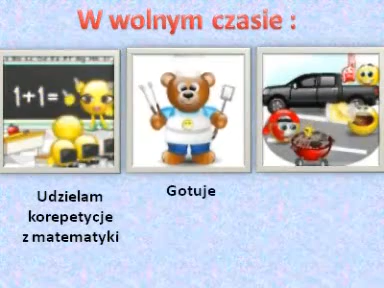 W wolnym czasie :
1+1=
Udzielam
korepetycje
z matematyki
Gotuje